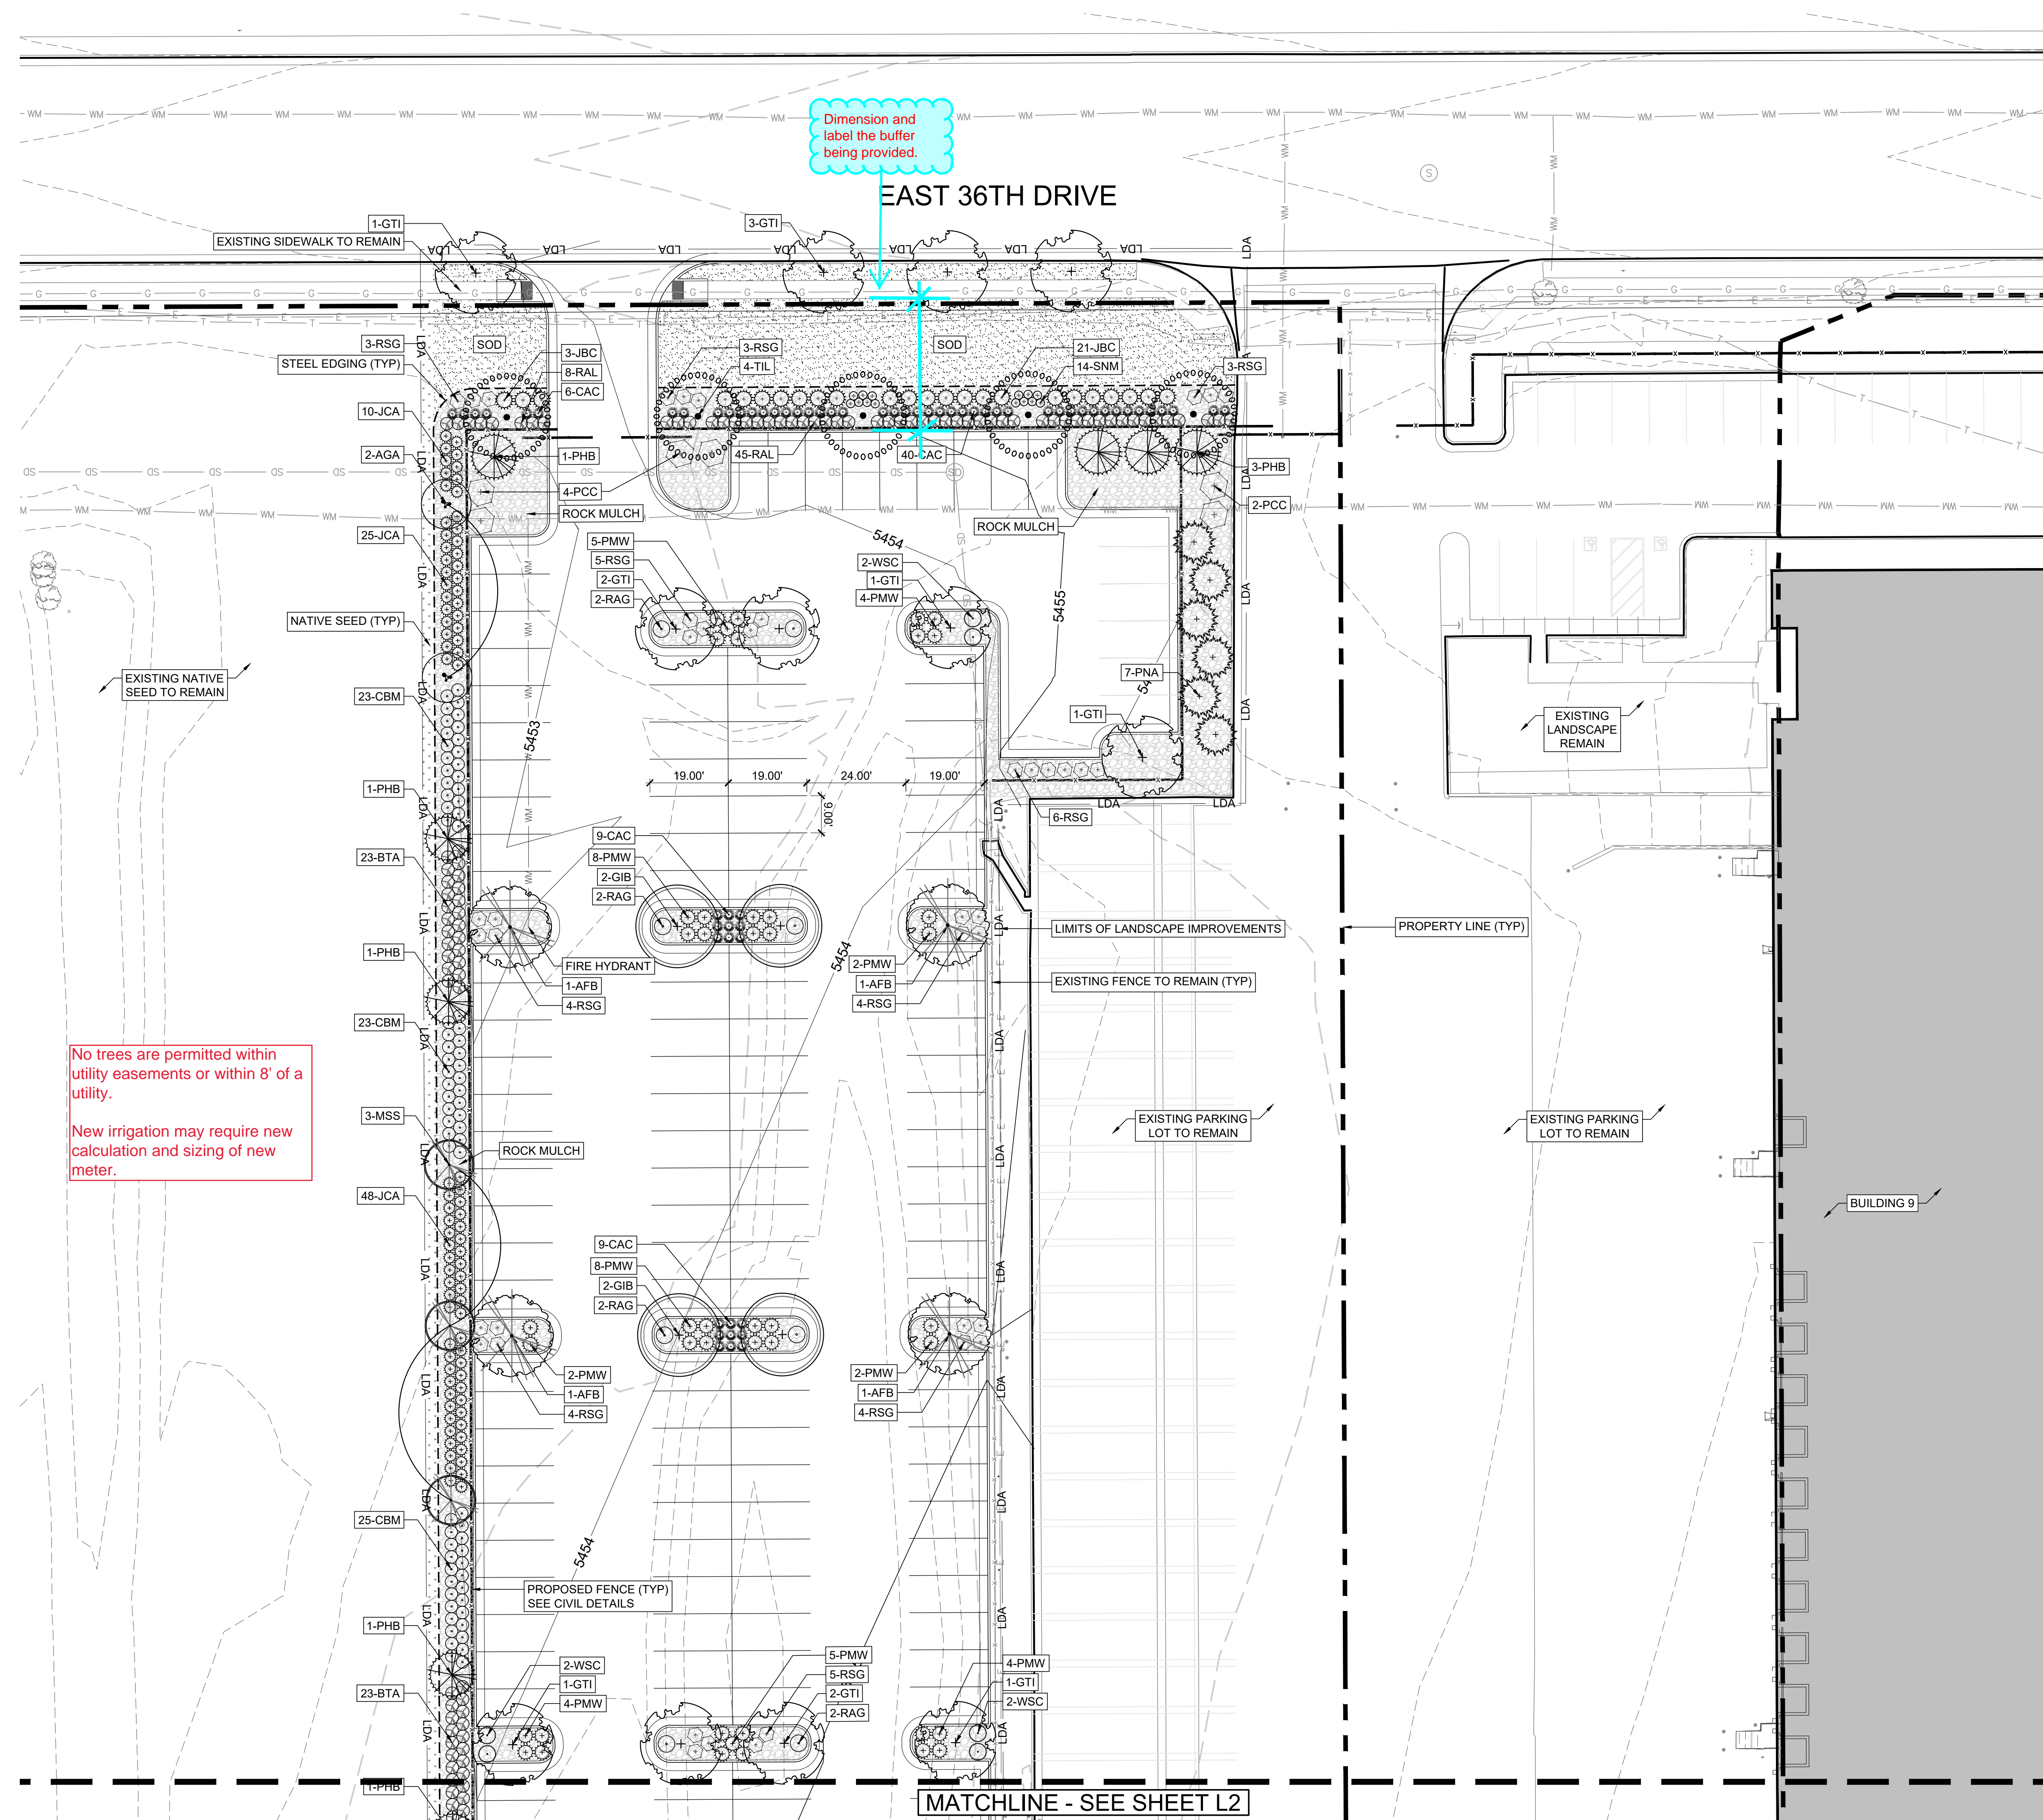 Dimension and
label the buffer
being provided.
EAST 36TH DRIVE
1-GTI
EXISTING SIDEWALK TO REMAIN
3-GTI
3-RSG
STEEL EDGING (TYP)
SOD
3-JBC
8-RAL
6-CAC
3-RSG
4-TIL
SOD
21-JBC
14-SNM
3-RSG
10-JCA
2-AGA
1-PHB
45-RAL
40-CAC
3-PHB
4-PCC
ROCK MULCH
2-PCC
ROCK MULCH
25-JCA
5-PMW
5-RSG
2-GTI
2-RAG
5454
2-WSC
1-GTI
4-PMW
5455
NATIVE SEED (TYP)
EXISTING NATIVE
SEED TO REMAIN
23-CBM
5453
7-PNA
1-GTI
EXISTING
LANDSCAPE
REMAIN
19.00'
19.00'
24.00'
19.00'
9.00'
1-PHB
6-RSG
23-BTA
9-CAC
8-PMW
2-GIB
2-RAG
LIMITS OF LANDSCAPE IMPROVEMENTS
PROPERTY LINE (TYP)
1-PHB
FIRE HYDRANT
1-AFB
4-RSG
5454
2-PMW
1-AFB
4-RSG
EXISTING FENCE TO REMAIN (TYP)
23-CBM
No trees are permitted within
utility easements or within 8' of a
utility.
New irrigation may require new
calculation and sizing of new
meter.
3-MSS
ROCK MULCH
EXISTING PARKING
LOT TO REMAIN
EXISTING PARKING
LOT TO REMAIN
48-JCA
BUILDING 9
9-CAC
8-PMW
2-GIB
2-RAG
2-PMW
1-AFB
4-RSG
2-PMW
1-AFB
4-RSG
25-CBM
5454
PROPOSED FENCE (TYP)
SEE CIVIL DETAILS
1-PHB
2-WSC
1-GTI
4-PMW
5-PMW
5-RSG
2-GTI
2-RAG
4-PMW
1-GTI
2-WSC
23-BTA
1-PHB
MATCHLINE - SEE SHEET L2